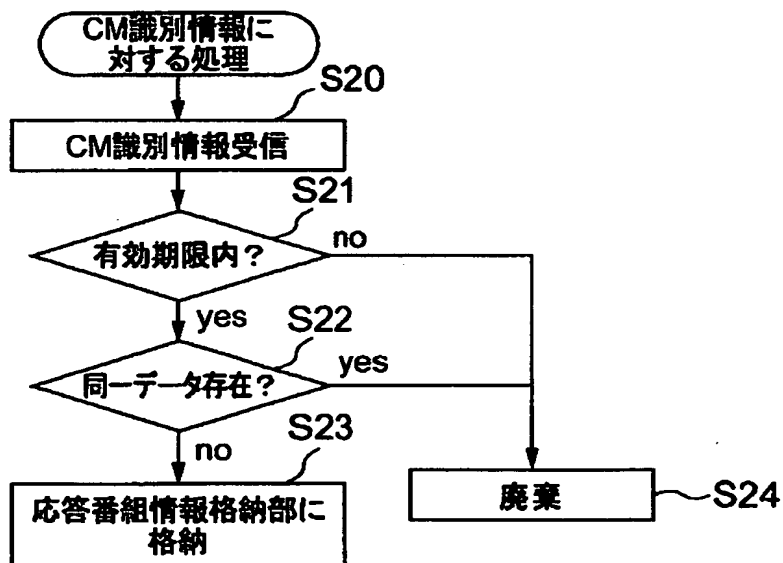 CM識別情報に
対する処理
S20
CM識別情報受信
S21
有効期限内?
no
yes
S22
同一データ存在?
yes
no
S23
応答番組情報格納部に
格納
廃棄
S24